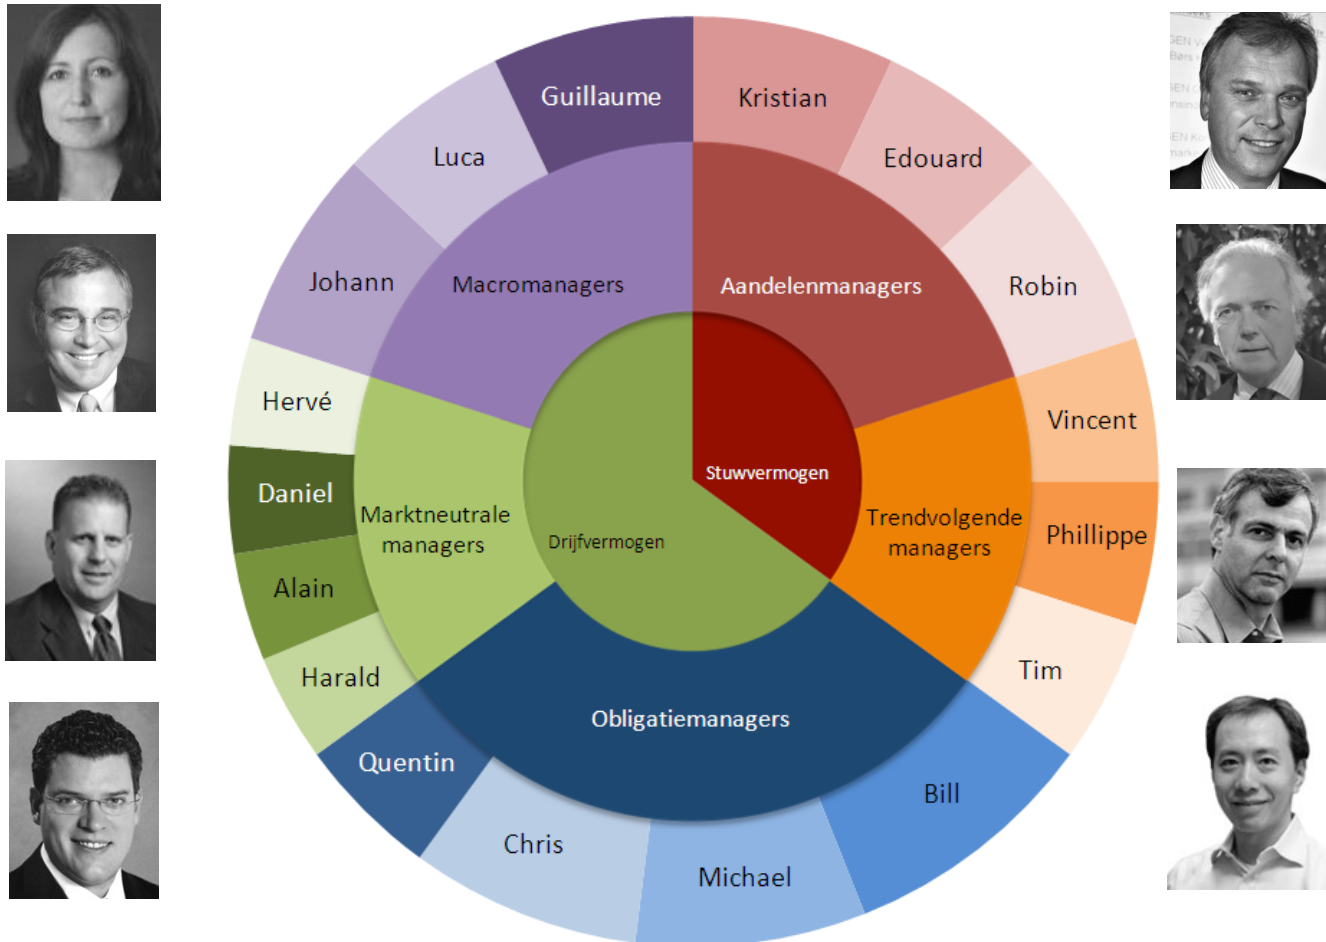 Guillaume
Kristian
Luca
Edouard
Johann
Macromanagers
Aandelenmanagers
Robin
Hervé
Vincent
Daniel
Marktneutrale
managers
Drijfvermogen
Stuwvermogen
Trendvolgende
managers
Phillippe
Alain
Harald
Tim
Obligatiemanagers
Quentin
Bill
Chris
Michael